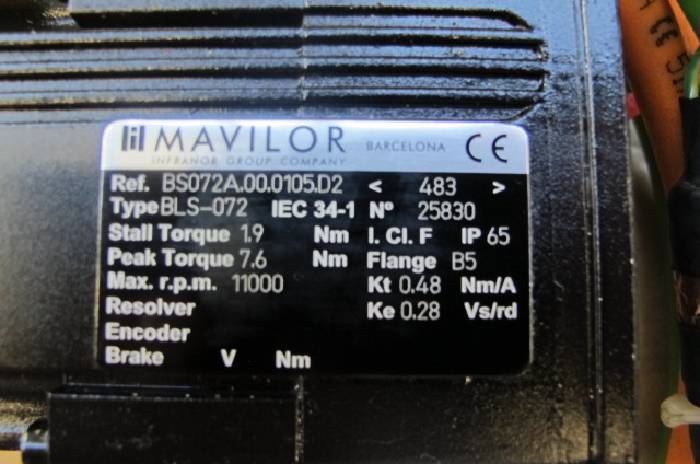 MAVILOR BARCELONA CE
INFRANOR GROUP COMPANY
Ref. BS072A.00.0105.D2 < 483 >
Type BLS-072 IEC 34-1 Nº 25830
Stall Torque 1.9 Nm I. Cl. F IP 65
Peak Torque 7.6 Nm Flange B5
Max. r.p.m. 11000 Kt 0.48 Nm/A
Resolver Ke 0.28 Vs/rd
Encoder
Brake V Nm